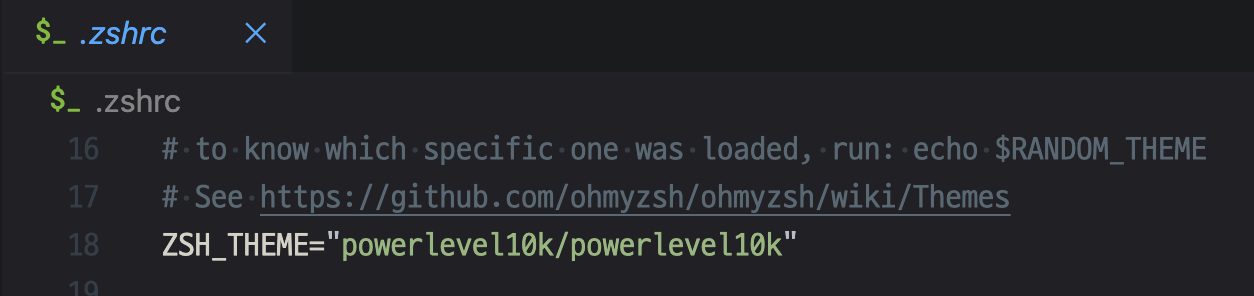 $_ .zshrc
$_ .zshrc
16 # to know which specific one was loaded, run: echo $RANDOM_THEME
17 # See https://github.com/ohmyzsh/ohmyzsh/wiki/Themes
18 ZSH_THEME="powerlevel10k/powerlevel10k"
19